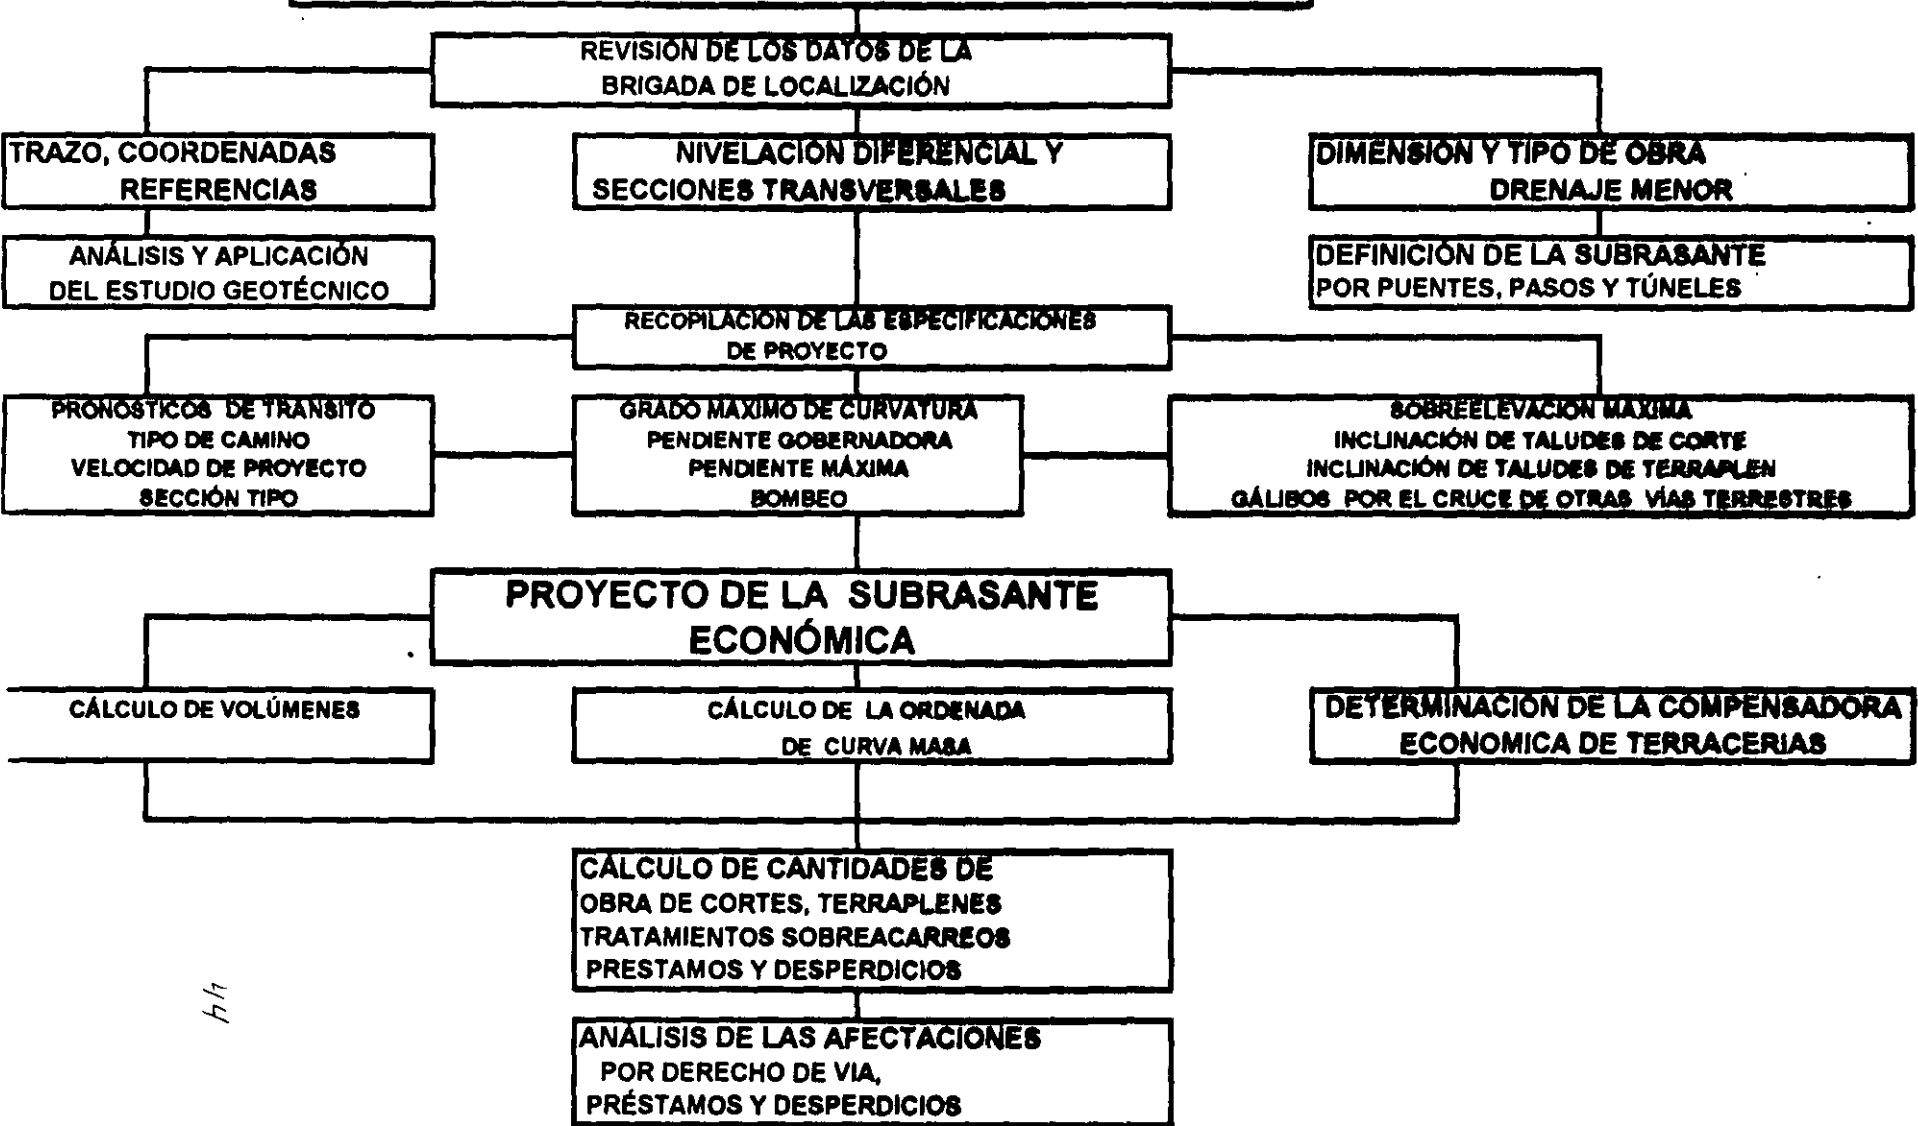 REVISIÓN DE LOS DATOS DE LA
BRIGADA DE LOCALIZACIÓN
TRAZO, COORDENADAS
REFERENCIAS
NIVELACIÓN DIFERENCIAL Y
SECCIONES TRANSVERSALES
DIMENSIÓN Y TIPO DE OBRA
DRENAJE MENOR
ANÁLISIS Y APLICACIÓN
DEL ESTUDIO GEOTÉCNICO
DEFINICIÓN DE LA SUBRASANTE
POR PUENTES, PASOS Y TÚNELES
RECOPILACIÓN DE LAS ESPECIFICACIONES
DE PROYECTO
PRONÓSTICOS DE TRÁNSITO
TIPO DE CAMINO
VELOCIDAD DE PROYECTO
SECCIÓN TIPO
GRADO MÁXIMO DE CURVATURA
PENDIENTE GOBERNADORA
PENDIENTE MÁXIMA
BOMBEO
SOBREELEVACIÓN MÁXIMA
INCLINACIÓN DE TALUDES DE CORTE
INCLINACIÓN DE TALUDES DE TERRAPLEN
GÁLIBOS POR EL CRUCE DE OTRAS VÍAS TERRESTRES
PROYECTO DE LA SUBRASANTE
ECONÓMICA
CÁLCULO DE VOLÚMENES
CÁLCULO DE LA ORDENADA
DE CURVA MASA
DETERMINACIÓN DE LA COMPENSADORA
ECONOMICA DE TERRACERIAS
CÁLCULO DE CANTIDADES DE
OBRA DE CORTES, TERRAPLENES
TRATAMIENTOS SOBREACARREOS
PRESTAMOS Y DESPERDICIOS
ANÁLISIS DE LAS AFECTACIONES
POR DERECHO DE VIA,
PRÉSTAMOS Y DESPERDICIOS
44